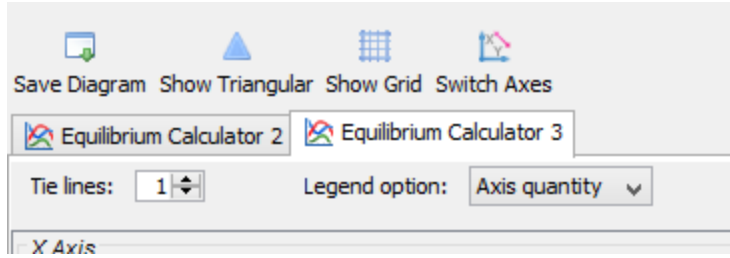 Save Diagram Show Triangular Show Grid Switch Axes
Equilibrium Calculator 2 Equilibrium Calculator 3
Tie lines: 1 Legend option: Axis quantity
X Axis